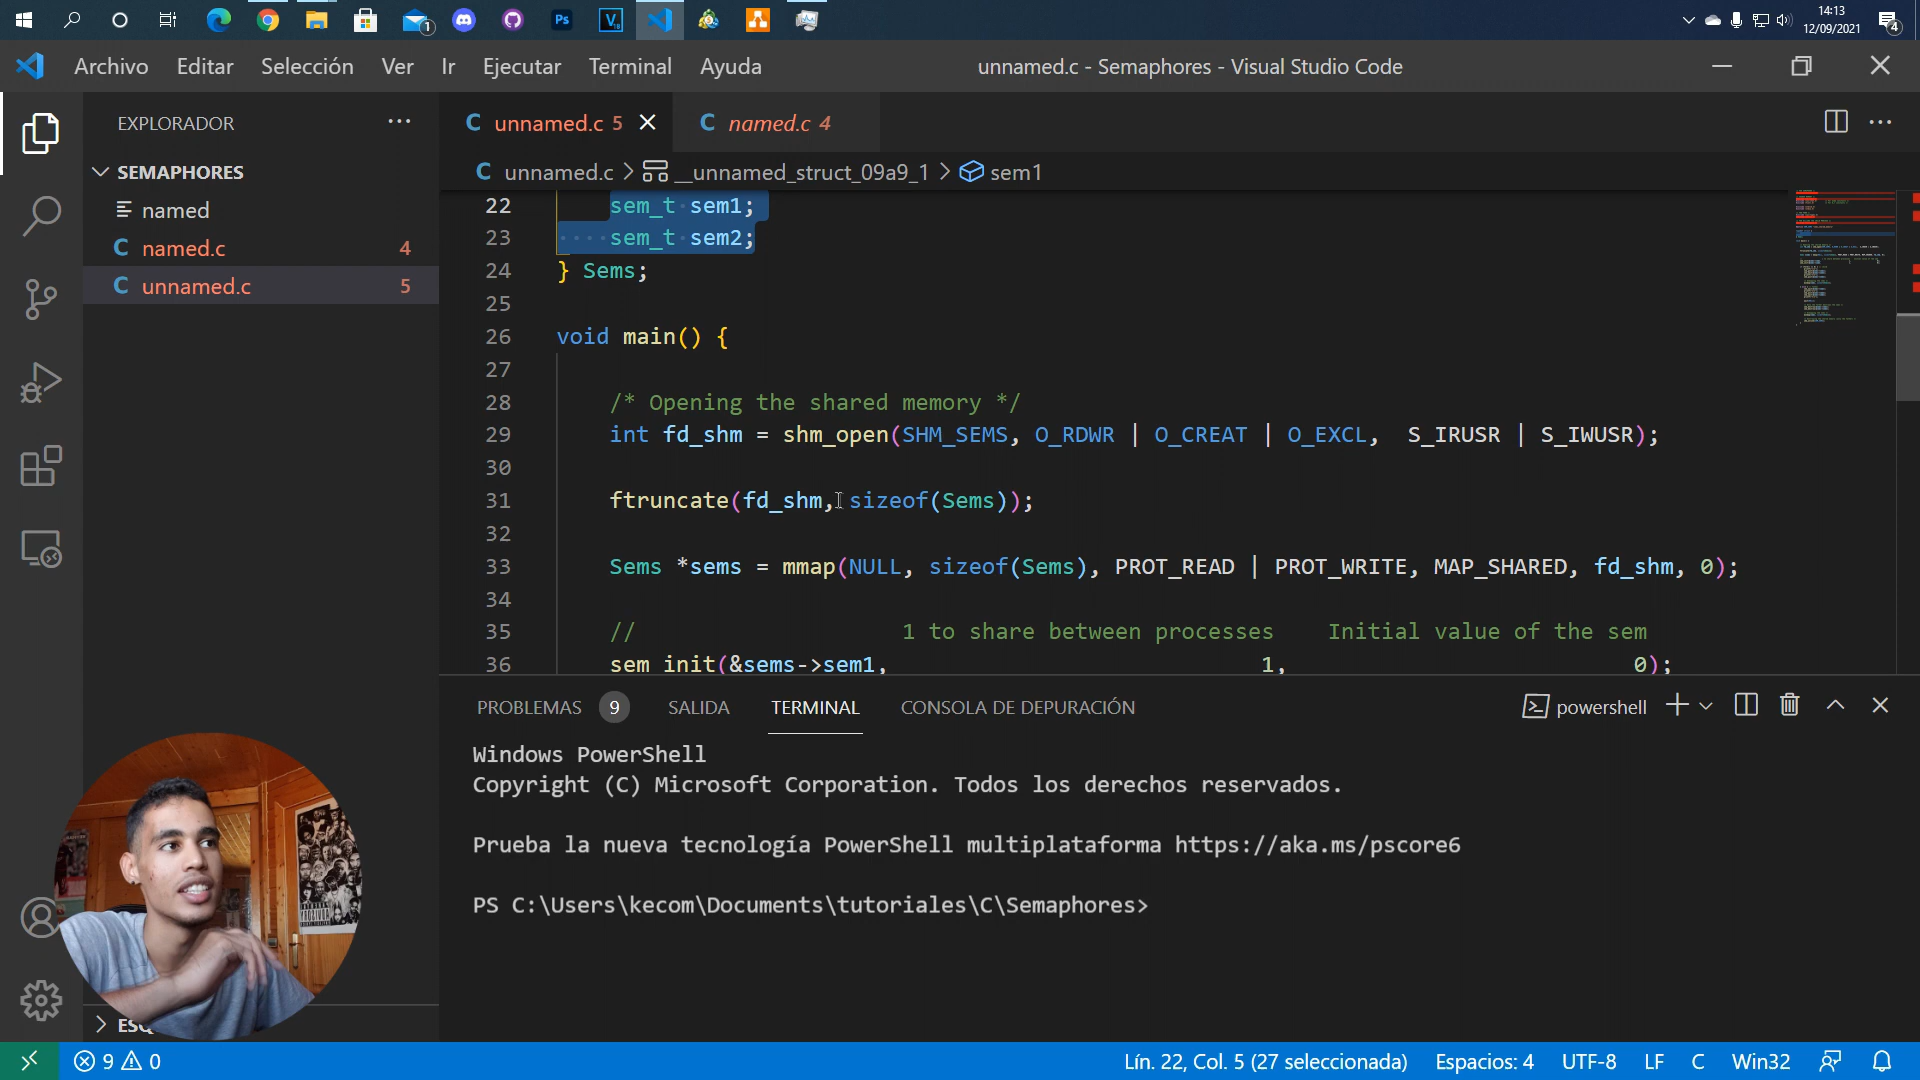 1
Ps
V
14:13
12/09/2021
4
Archivo Editar Selección Ver Ir Ejecutar Terminal Ayuda
unnamed.c - Semaphores - Visual Studio Code
EXPLORADOR
SEMAPHORES
named
C named.c 4
C unnamed.c 5
C unnamed.c 5
C named.c 4
C unnamed.c > __unnamed_struct_09a9_1 > sem1
22 sem_t sem1;
23 sem_t sem2;
24 } Sems;
25
26 void main() {
27
28 /* Opening the shared memory */
29 int fd_shm = shm_open(SHM_SEMS, O_RDWR | O_CREAT | O_EXCL, S_IRUSR | S_IWUSR);
30
31 ftruncate(fd_shm, sizeof(Sems));
32
33 Sems *sems = mmap(NULL, sizeof(Sems), PROT_READ | PROT_WRITE, MAP_SHARED, fd_shm, 0);
34
35 // 1 to share between processes Initial value of the sem
36 sem_init(&sems->sem1, 1, 0);
PROBLEMAS 9 SALIDA TERMINAL CONSOLA DE DEPURACIÓN
powershell
Windows PowerShell
Copyright (C) Microsoft Corporation. Todos los derechos reservados.
Prueba la nueva tecnología PowerShell multiplataforma https://aka.ms/pscore6
PS C:\Users\kecom\Documents\tutoriales\C\Semaphores>
9 0
Lín. 22, Col. 5 (27 seleccionada) Espacios: 4 UTF-8 LF C Win32